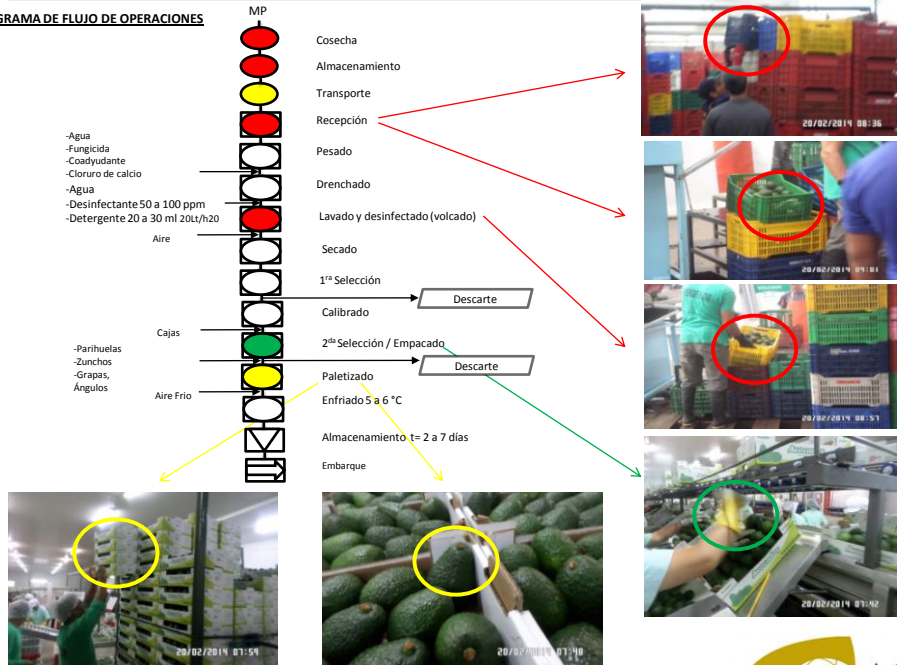 GRAMA DE FLUJO DE OPERACIONES
MP
Cosecha
Almacenamiento
Transporte
Recepción
Pesado
-Agua
-Fungicida
-Coadyudante
-Cloruro de calcio
Drenchado
-Agua
-Desinfectante 50 a 100 ppm
-Detergente 20 a 30 ml 20Lt/h20
Lavado y desinfectado (volcado)
Aire
Secado
1ra Selección
Descarte
Calibrado
Cajas
2da Selección / Empacado
-Parihuelas
-Zunchos
-Grapas,
Ángulos
Descarte
Paletizado
Aire Frio
Enfriado 5 a 6 °C
Almacenamiento t= 2 a 7 días
Embarque
20/02/2014 08:36
20/02/2014 09:01
20/02/2014 08:57
20/02/2014 07:42
20/02/2014 07:59
20/02/2014 07:40